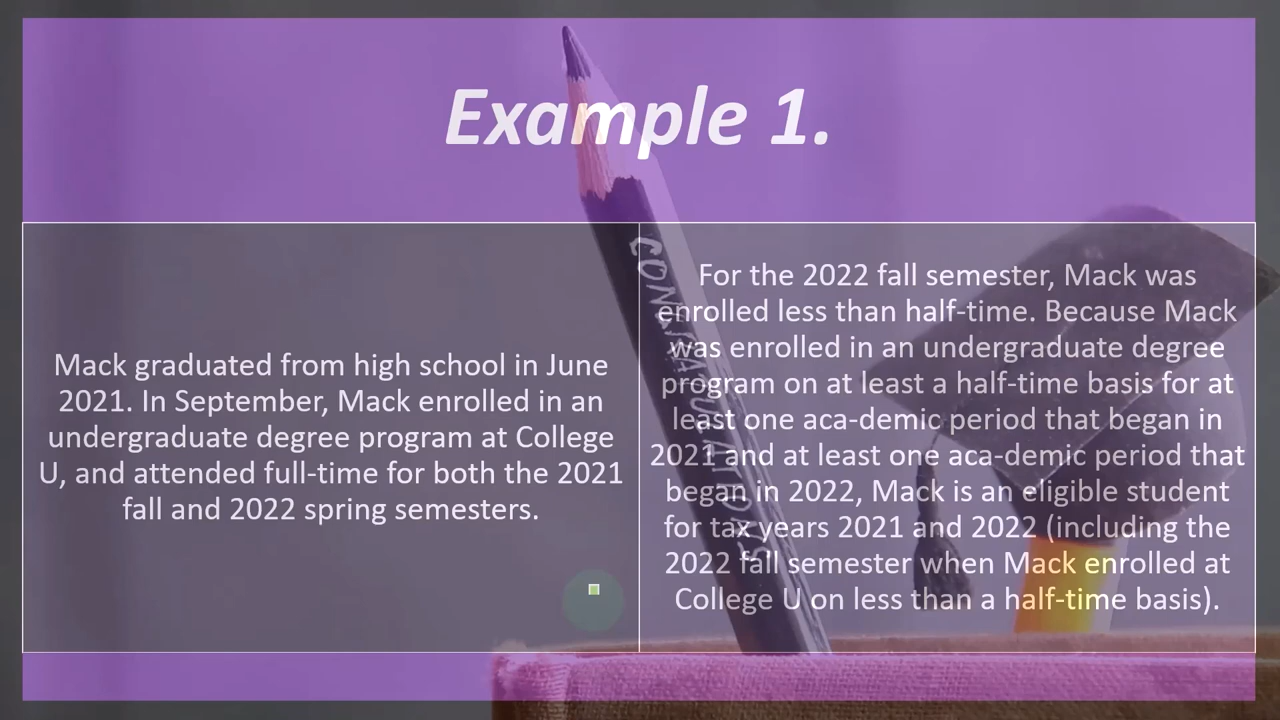 Example 1.
Mack graduated from high school in June
2021. In September, Mack enrolled in an
undergraduate degree program at College
U, and attended full-time for both the 2021
fall and 2022 spring semesters.
For the 2022 fall semester, Mack was
enrolled less than half-time. Because Mack
was enrolled in an undergraduate degree
program on at least a half-time basis for at
least one aca-demic period that began in
2021 and at least one aca-demic period that
began in 2022, Mack is an eligible student
for tax years 2021 and 2022 (including the
2022 fall semester when Mack enrolled at
College U on less than a half-time basis).